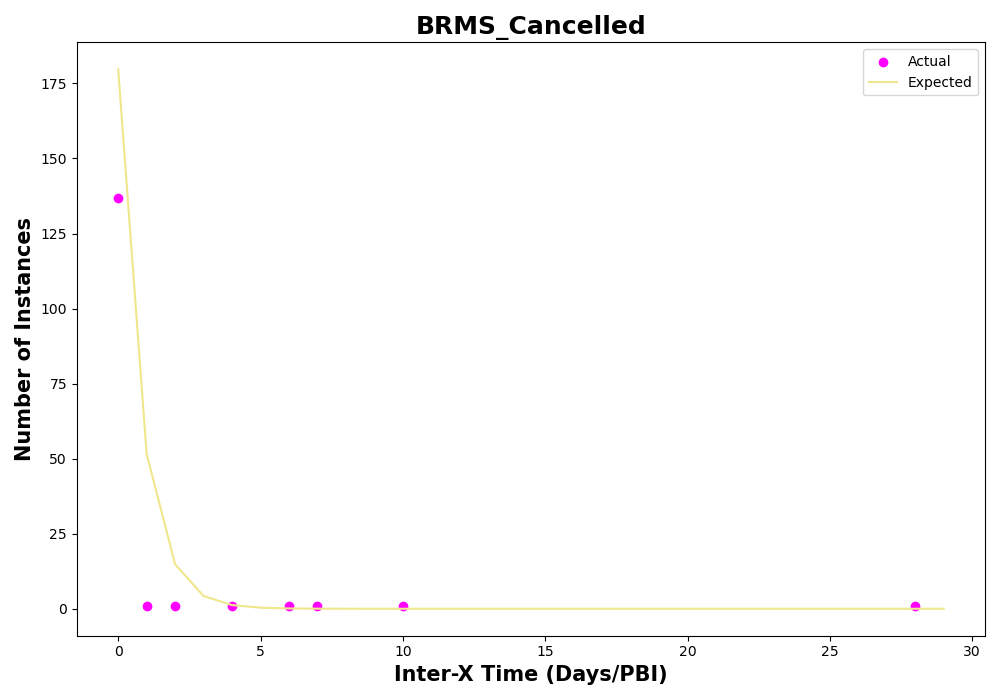 BRMS_Cancelled
Actual
Expected
175
150
125
100
75
50
25
0
Number of Instances
0 5 10 15 20 25 30
Inter-X Time (Days/PBI)